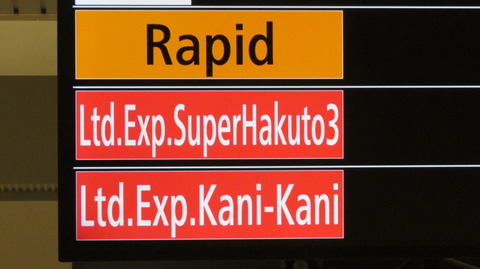 Rapid
Ltd.Exp.SuperHakuto3
Ltd.Exp.Kani-Kani